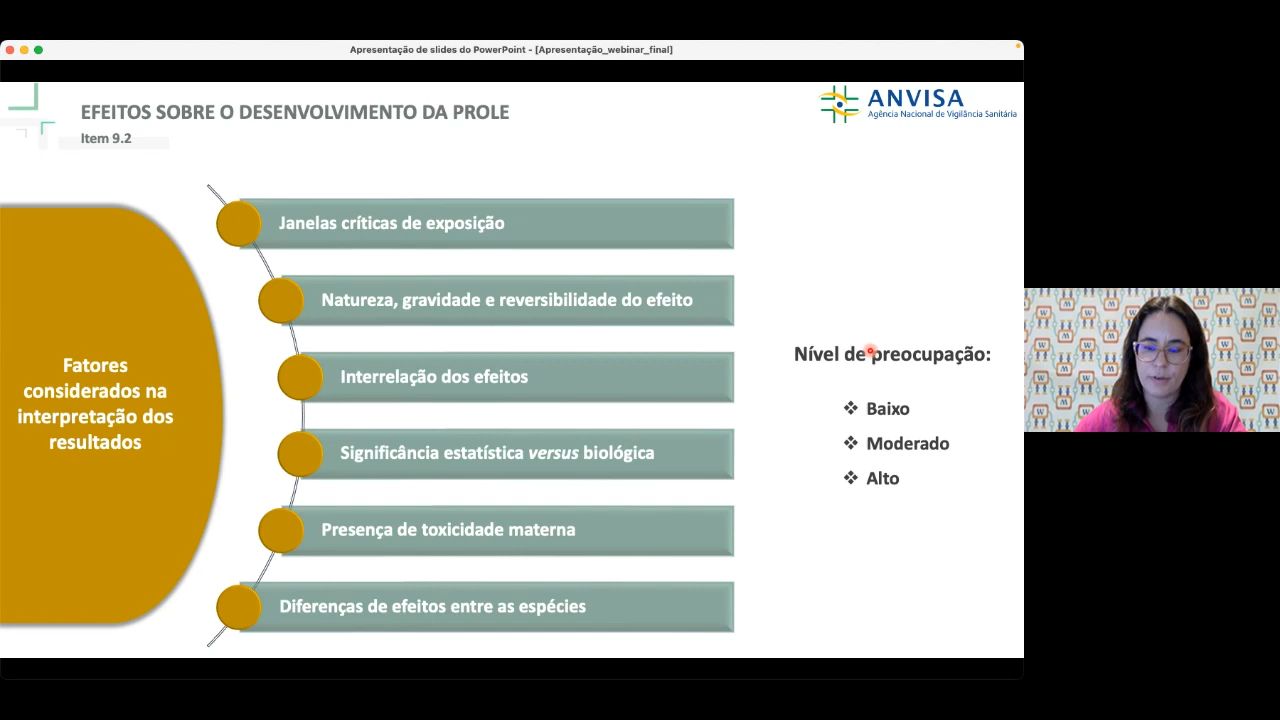 Apresentação de slides do PowerPoint - [Apresentação_webinar_final]
EFEITOS SOBRE O DESENVOLVIMENTO DA PROLE
Item 9.2
ANVISA
Agência Nacional de Vigilância Sanitária
Fatores
considerados na
interpretação dos
resultados
Janelas críticas de exposição
Natureza, gravidade e reversibilidade do efeito
Interrelação dos efeitos
Significância estatística versus biológica
Presença de toxicidade materna
Diferenças de efeitos entre as espécies
Nível de preocupação:
❖ Baixo
❖ Moderado
❖ Alto